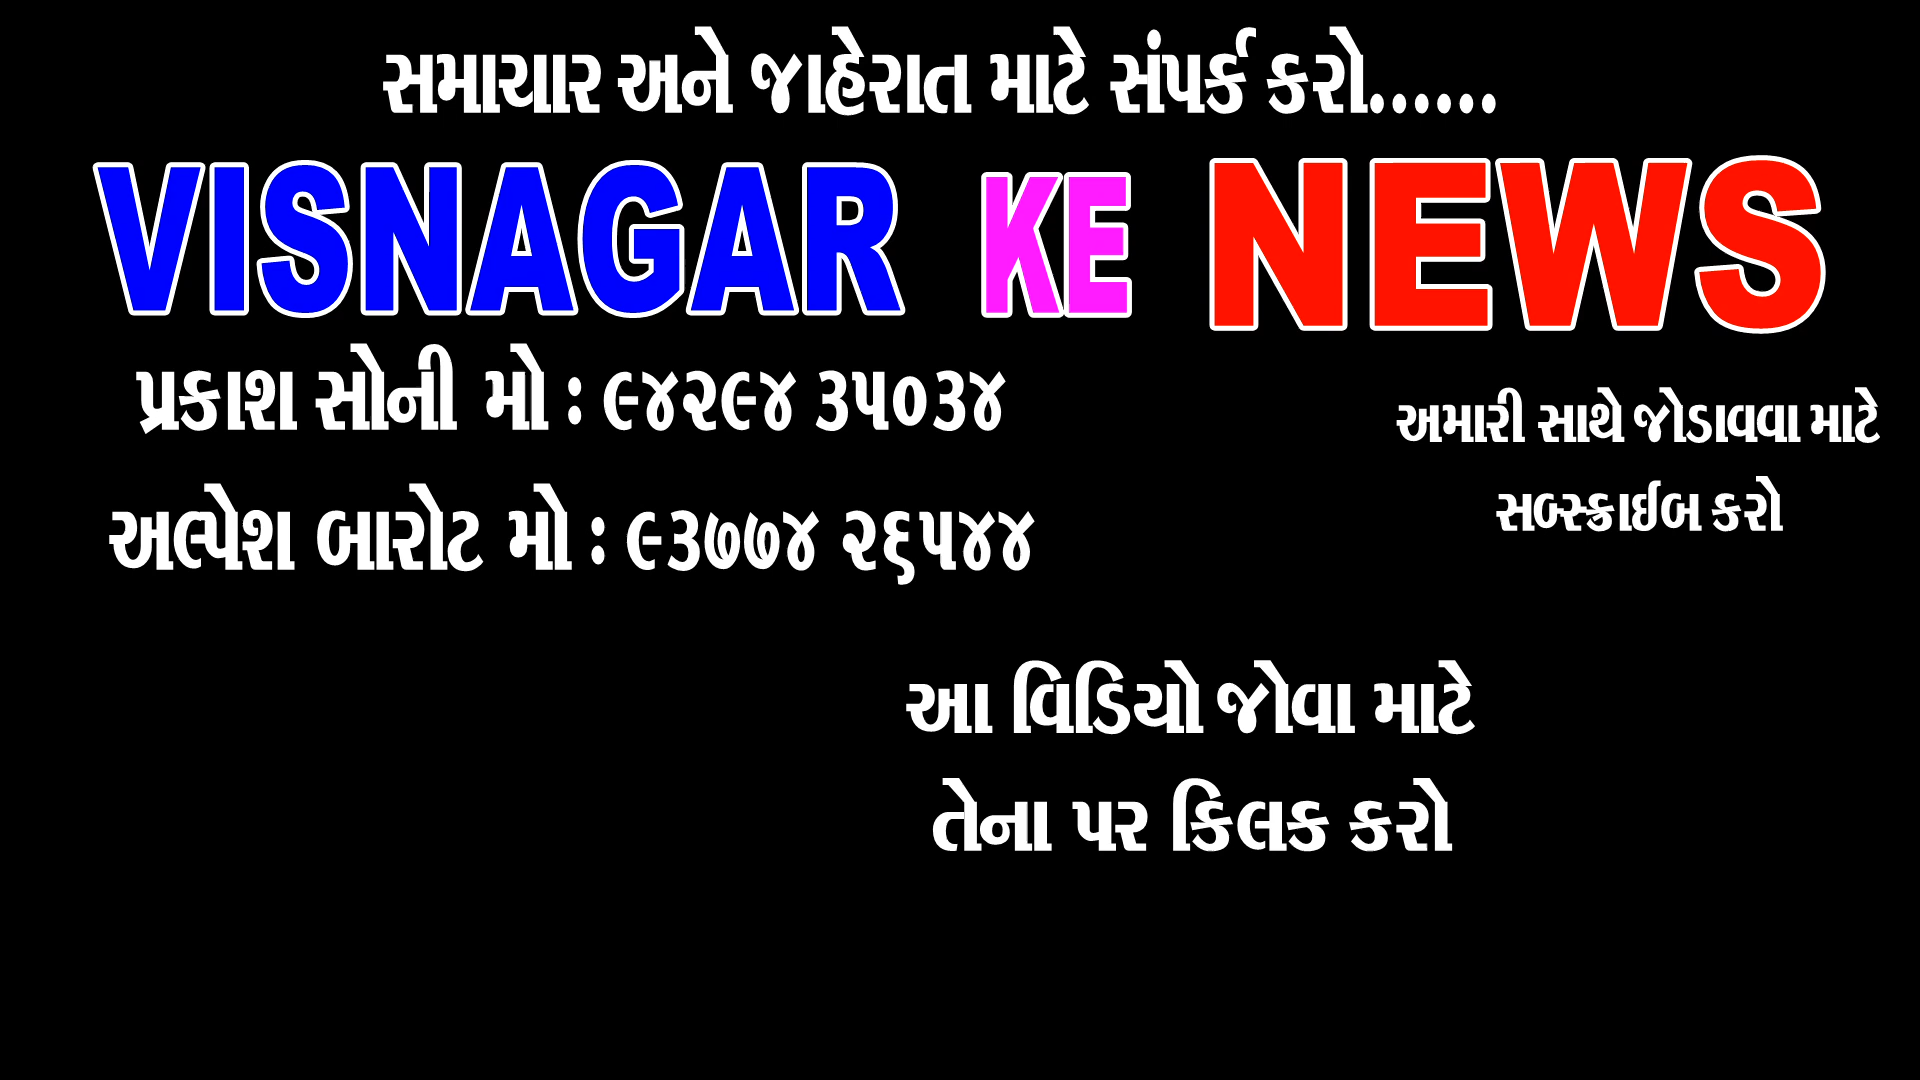 સમાચાર અને જાહેરાત માટે સંપર્ક કરો......
VISNAGAR KE NEWS
પ્રકાશ સોની મો : ૯૪૨૯૪ ૩૫૦૩૪
અલ્પેશ બારોટ મો : ૯૩૭૭૪ ૨૬૫૪૪
અમારી સાથે જોડાવવા માટે
સબ્સ્ક્રાઈબ કરો
આ વિડિયો જોવા માટે
તેના પર કિલક કરો